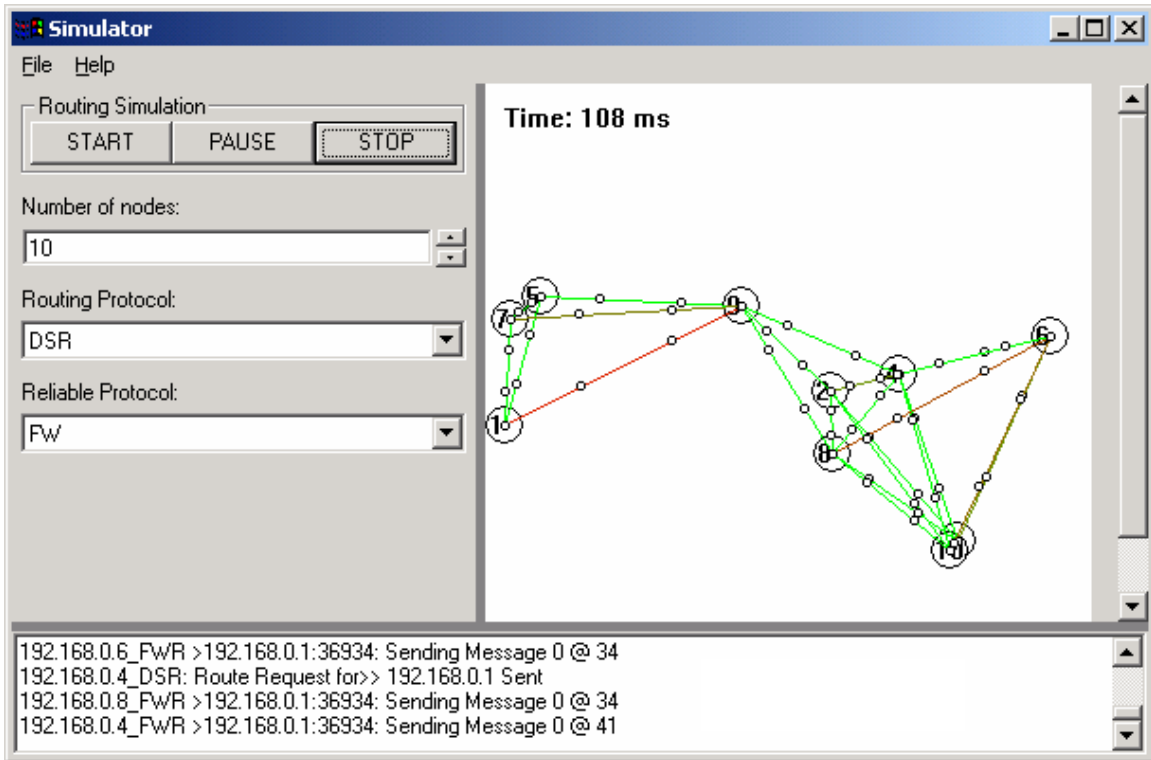 Simulator
File Help
Routing Simulation
START PAUSE STOP
Time: 108 ms
Number of nodes:
10
Routing Protocol:
DSR
Reliable Protocol:
FW
5
7
9
6
4
2
1
8
192.168.0.6_FWR >192.168.0.1:36934: Sending Message 0 @ 34
192.168.0.4_DSR: Route Request for>> 192.168.0.1 Sent
192.168.0.8_FWR >192.168.0.1:36934: Sending Message 0 @ 34
192.168.0.4_FWR >192.168.0.1:36934: Sending Message 0 @ 41